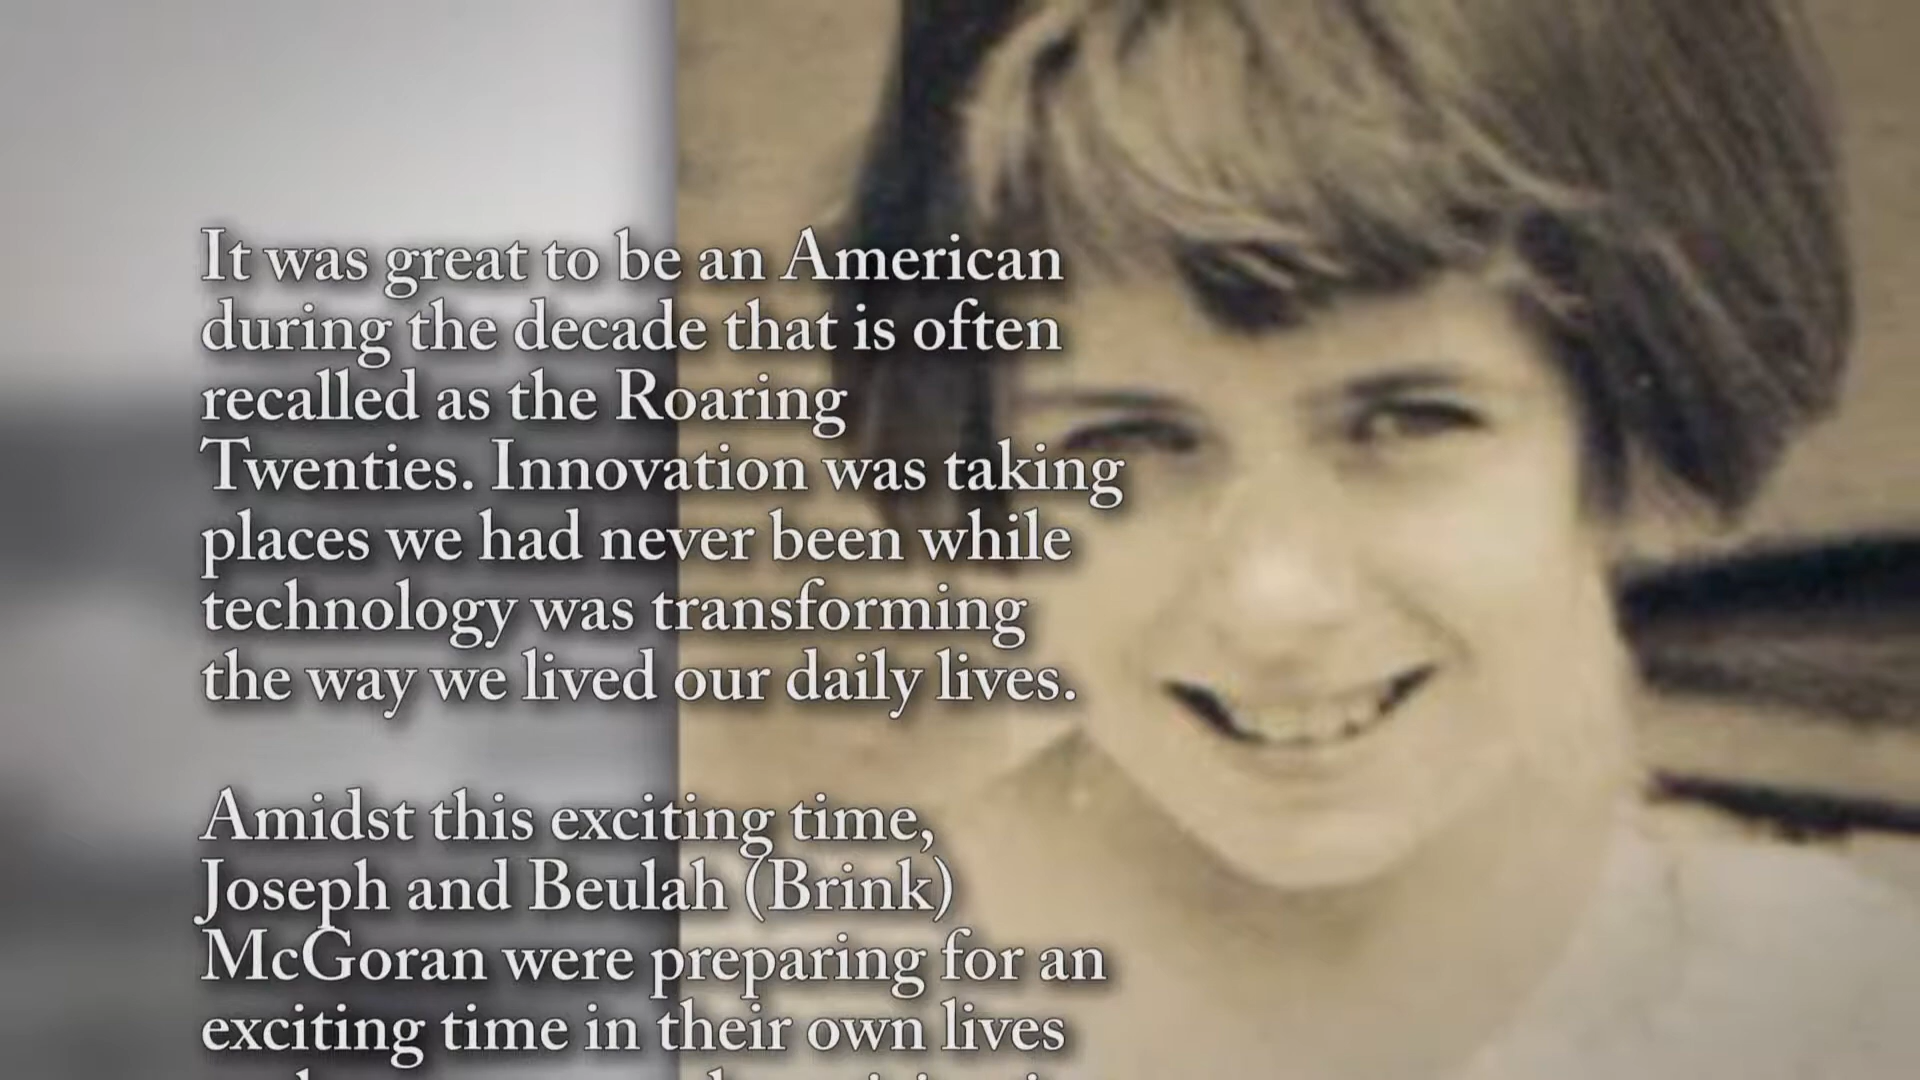 It was great to be an American
during the decade that is often
recalled as the Roaring
Twenties. Innovation was taking
places we had never been while
technology was transforming
the way we lived our daily lives.
Amidst this exciting time,
Joseph and Beulah (Brink)
McGoran were preparing for an
exciting time in their own lives